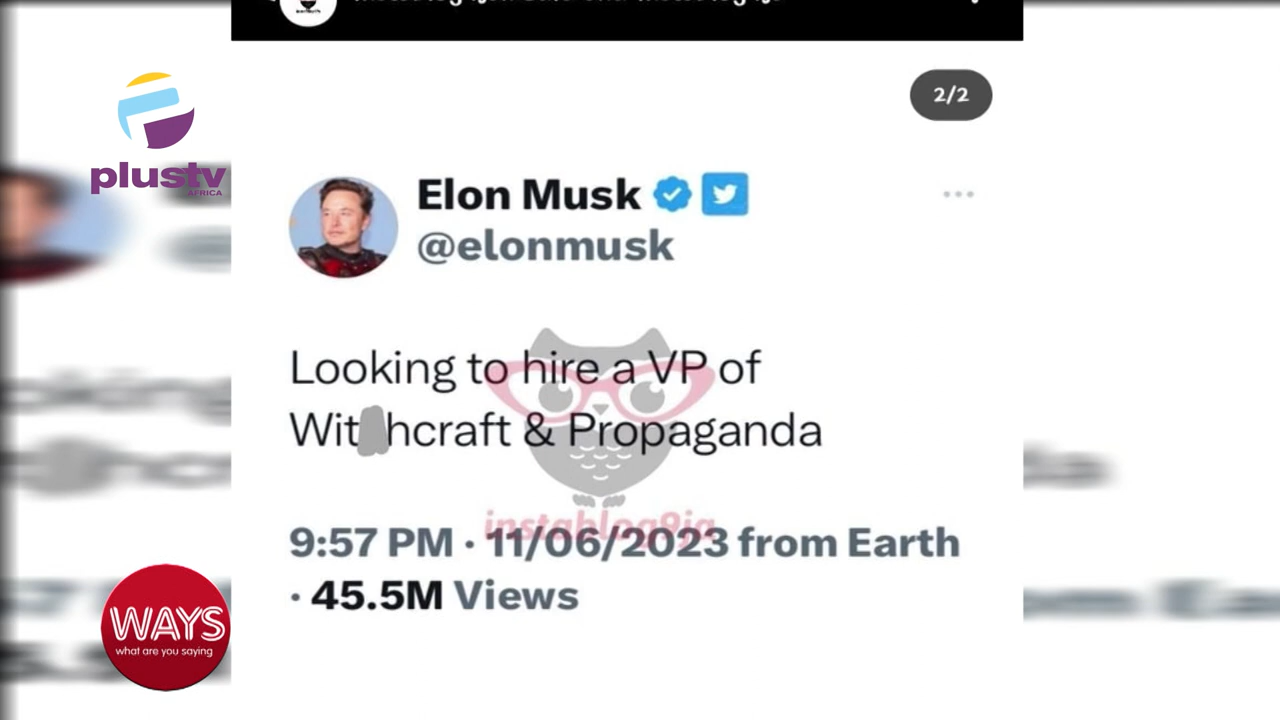 2/2
plustv
AFRICA
Elon Musk
@elonmusk
Looking to hire a VP of
Wit hcraft & Propaganda
instablog9ja
9:57 PM · 11/06/2023 from Earth
· 45.5M Views
WAYS
what are you saying